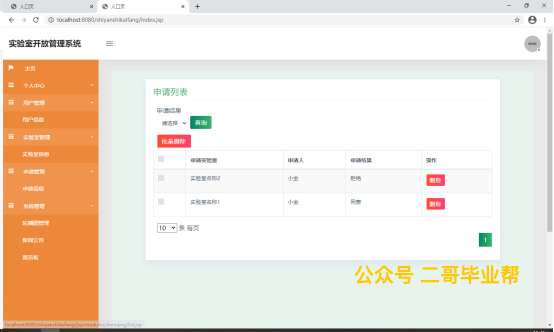 入口页
入口页
localhost:8080/shiyanshikaifang/index.jsp
实验室开放管理系统
主页
个人中心
用户管理
用户信息
实验室管理
实验室信息
申请管理
申请信息
系统管理
轮播图管理
新闻公告
留言板
申请列表
申请结果
请选择
查询
批量删除
申请实验室 申请人 申请结果 操作
实验室名称2 小金 拒绝 删除
实验室名称1 小金 同意 删除
10 条 每页
1
公众号 二哥毕业帮